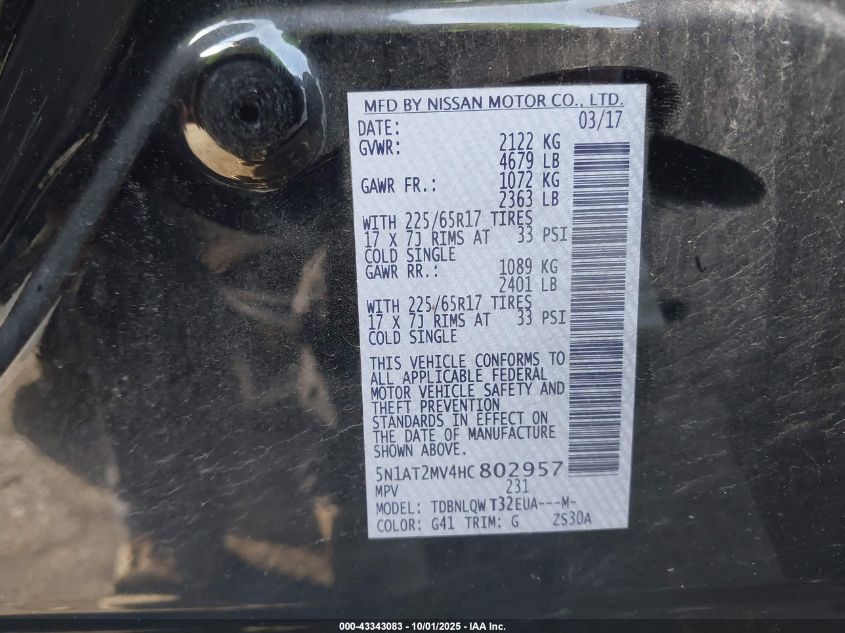 MFD BY NISSAN MOTOR CO., LTD.
DATE: 03/17
GVWR: 2122 KG
4679 LB
GAWR FR.: 1072 KG
2363 LB
WITH 225/65R17 TIRES
17 X 7J RIMS AT 33 PSI
COLD SINGLE
GAWR RR.: 1089 KG
2401 LB
WITH 225/65R17 TIRES
17 X 7J RIMS AT 33 PSI
COLD SINGLE
THIS VEHICLE CONFORMS TO
ALL APPLICABLE FEDERAL
MOTOR VEHICLE SAFETY AND
THEFT PREVENTION
STANDARDS IN EFFECT ON
THE DATE OF MANUFACTURE
SHOWN ABOVE.
5N1AT2MV4HC802957
MPV 231
MODEL: TDBNLQW T32EUA---M-
COLOR: G41 TRIM: G ZS30A
000-43343083 - 10/01/2025 - IAA Inc.